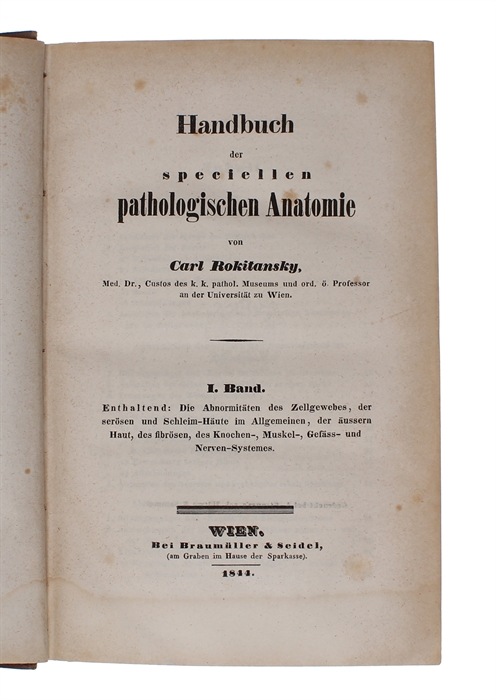 Handbuch
der
speciellen
pathologischen Anatomie
von
Carl Rokitansky,
Med. Dr., Custos des k. k. pathol. Museums und ord. ö. Professor
an der Universität zu Wien.
I. Band.
Enthaltend: Die Abnormitäten des Zellgewebes, der
serösen und Schleim-Häute im Allgemeinen, der äussern
Haut, des fibrösen, des Knochen-, Muskel-, Gefäss- und
Nerven-Systemes.
WIEN.
Bei Braumüller & Seidel,
(am Graben im Hause der Sparkasse).
1844.